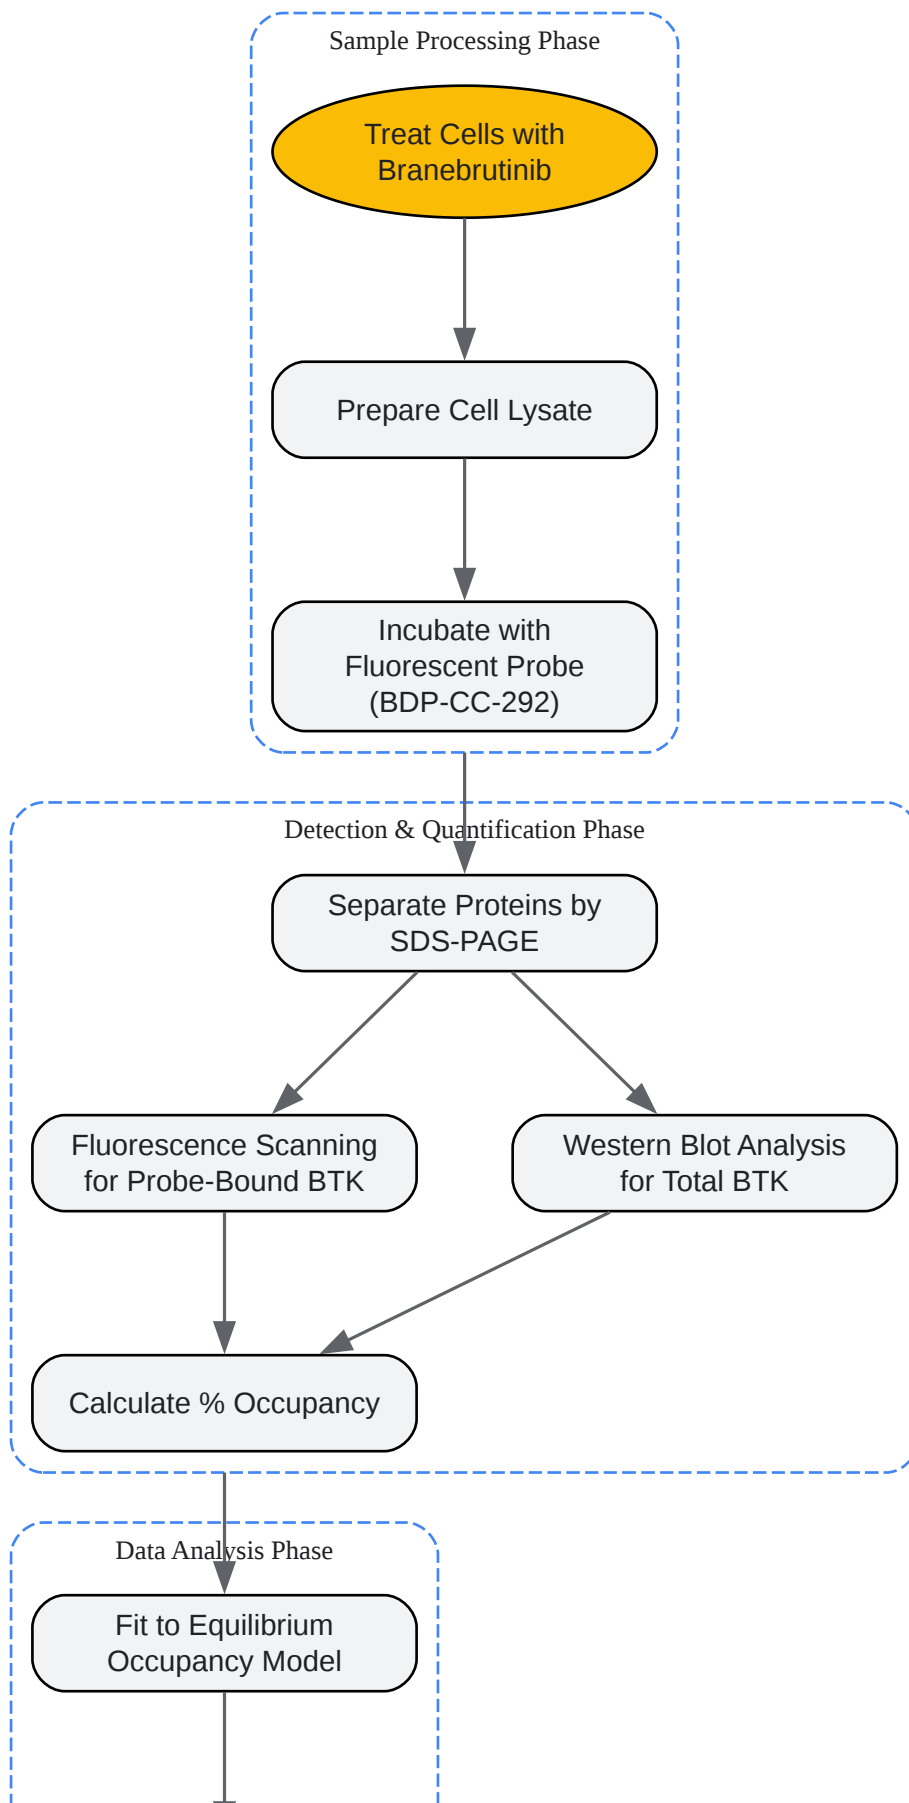 Sample Processing Phase
Treat Cells with
Branebrutinib
Prepare Cell Lysate
Incubate with
Fluorescent Probe
(BDP-CC-292)
Detection & Quantification Phase
Separate Proteins by
SDS-PAGE
Fluorescence Scanning
for Probe-Bound BTK
Western Blot Analysis
for Total BTK
Calculate % Occupancy
Data Analysis Phase
Fit to Equilibrium
Occupancy Model